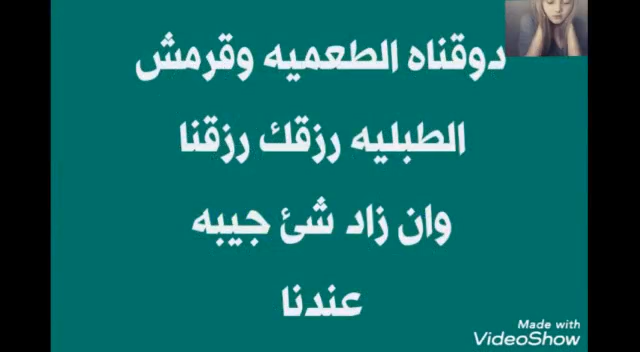 دوقناه الطعميه وقرمش
الطبليه رزقك رزقنا
وان زاد شئ جيبه
عندنا
Made with
VideoShow